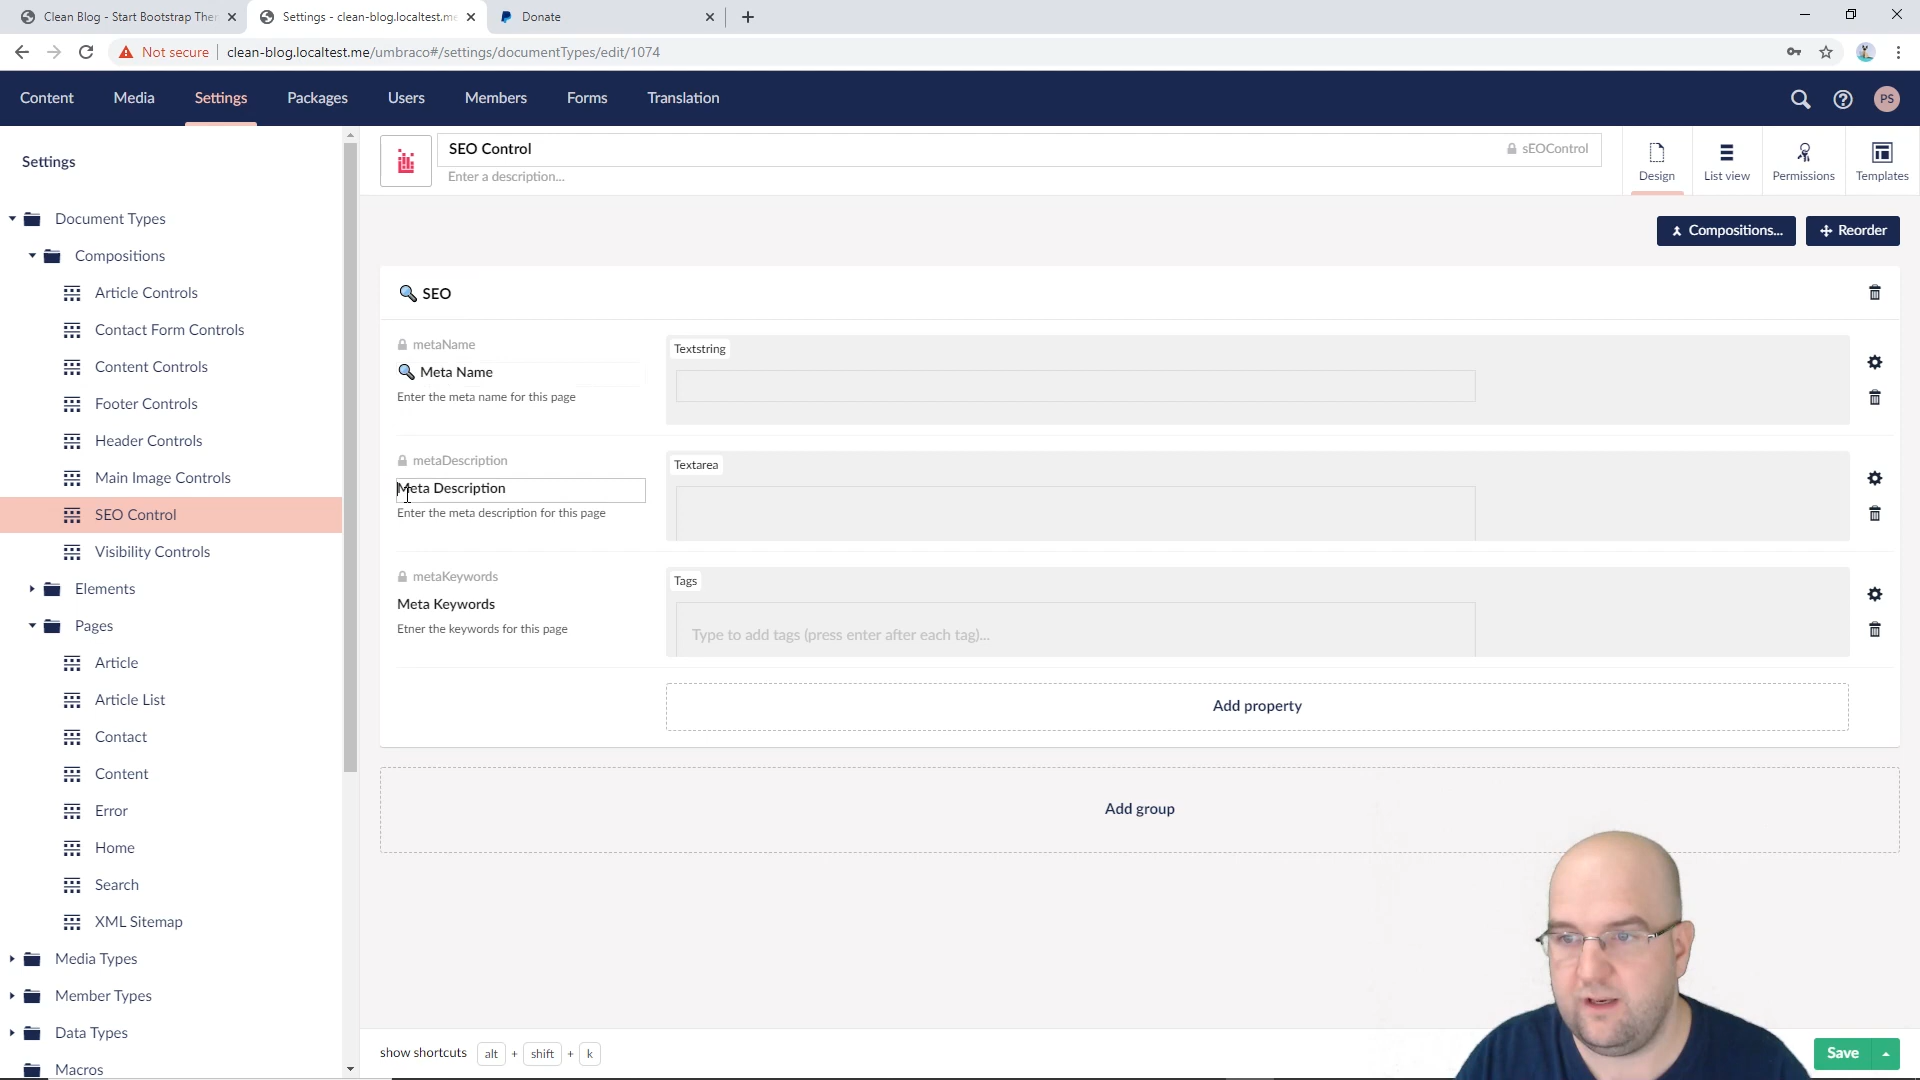 Clean Blog - Start Bootstrap The
Settings - clean-blog.localtest.me
Donate
Not secure
clean-blog.localtest.me/umbraco#/settings/documentTypes/edit/1074
Content
Media
Settings
Packages
Users
Members
Forms
Translation
PS
Settings
SEO Control
sEOControl
Enter a description...
Design
List view
Permissions
Templates
Document Types
Compositions
Article Controls
Contact Form Controls
Content Controls
Footer Controls
Header Controls
Main Image Controls
SEO Control
Visibility Controls
Elements
Pages
Article
Article List
Contact
Content
Error
Home
Search
XML Sitemap
Media Types
Member Types
Data Types
Macros
Compositions...
Reorder
SEO
metaName
Meta Name
Enter the meta name for this page
Textstring
metaDescription
Meta Description
Enter the meta description for this page
Textarea
metaKeywords
Meta Keywords
Etner the keywords for this page
Tags
Type to add tags (press enter after each tag)...
Add property
Add group
show shortcuts alt + shift + k
Save